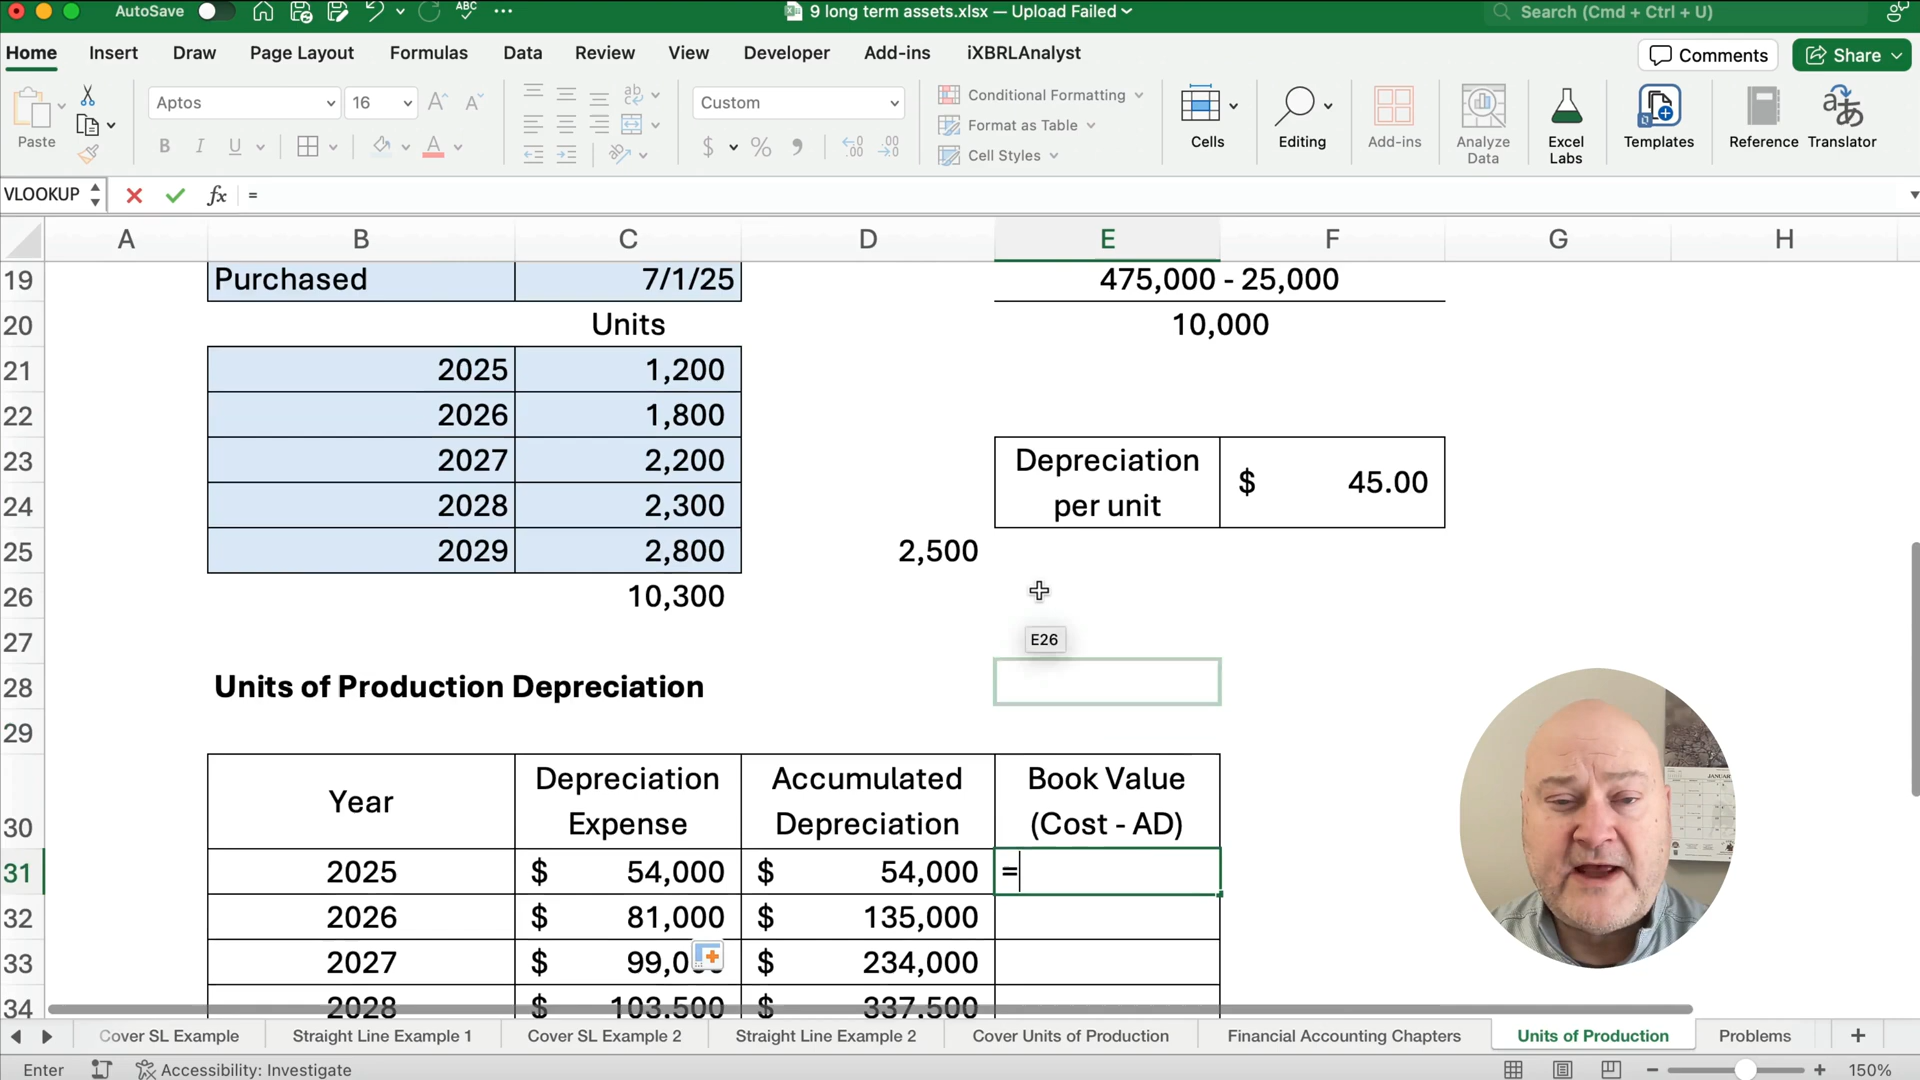 AutoSave
ABC
9 long term assets.xlsx — Upload Failed
Search (Cmd + Ctrl + U)
Home Insert Draw Page Layout Formulas Data Review View Developer Add-ins iXBRLAnalyst
Comments Share
Paste
Aptos 16
B I U
Custom
$ %
Conditional Formatting
Format as Table
Cell Styles
Cells
Editing
Add-ins
Analyze Data
Excel Labs
Templates
Reference
Translator
VLOOKUP fx =
A B C D E F G H
19 Purchased 7/1/25 475,000 - 25,000
20 Units 10,000
21 2025 1,200
22 2026 1,800
23 2027 2,200 Depreciation
24 2028 2,300 per unit $ 45.00
25 2029 2,800 2,500
26 10,300
27 E26
28 Units of Production Depreciation
29
30 Year Depreciation Expense Accumulated Depreciation Book Value (Cost - AD)
31 2025 $ 54,000 $ 54,000 =
32 2026 $ 81,000 $ 135,000
33 2027 $ $ 234,000
34 2028 $ 103,500 $ 337,500
Cover SL Example Straight Line Example 1 Cover SL Example 2 Straight Line Example 2 Cover Units of Production Financial Accounting Chapters Units of Production Problems
Enter Accessibility: Investigate 150%